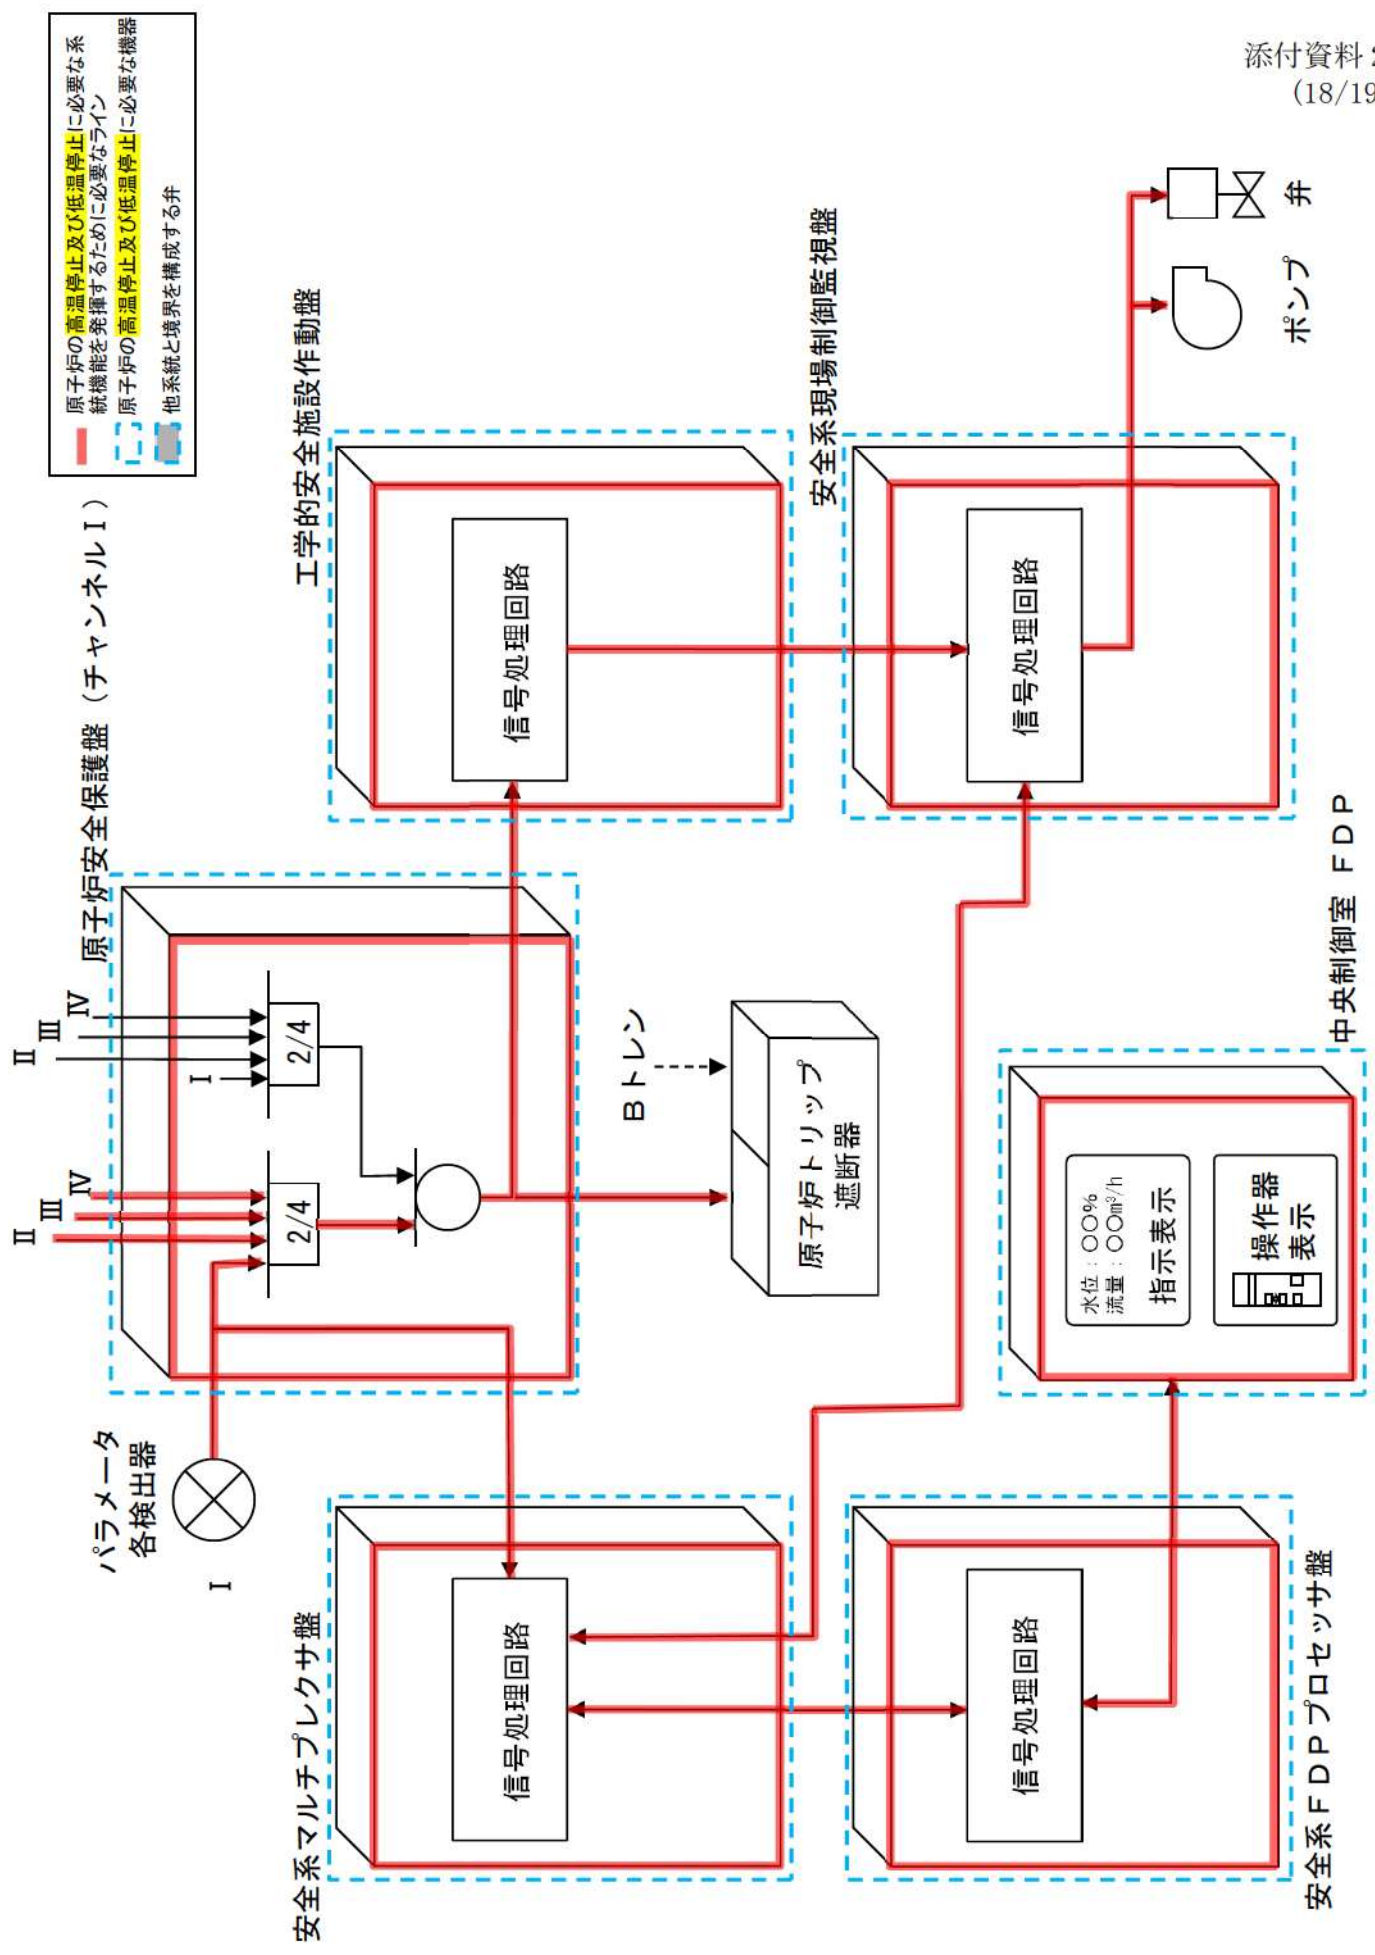 添付資料 2
(18/19
原子炉の高温停止及び低温停止に必要な系
統機能を発揮するために必要なライン
原子炉の高温停止及び低温停止に必要な機器
他系統と境界を構成する弁
パラメータ
各検出器
Ⅰ
Ⅱ
Ⅲ
Ⅳ
Ⅱ
Ⅲ
Ⅳ
原子炉安全保護盤（チャンネルⅠ）
Ⅰ
2/4
2/4
安全系マルチプレクサ盤
信号処理回路
工学的安全施設作動盤
信号処理回路
Bトレン
原子炉トリップ
遮断器
安全系FDPプロセッサ盤
信号処理回路
水位：○○%
流量：○○m³/h
指示表示
操作器
表示
中央制御室 FDP
安全系現場制御監視盤
信号処理回路
ポンプ
弁